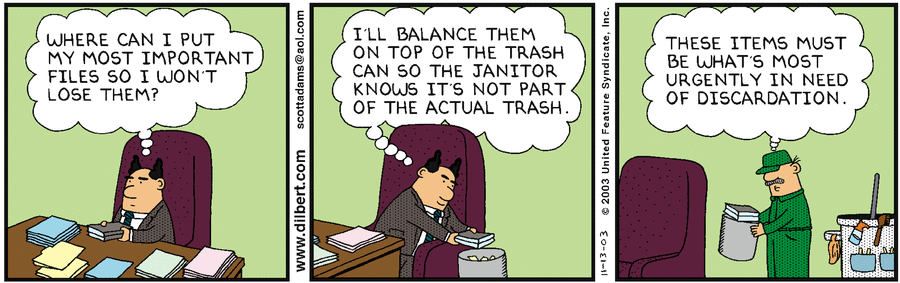 WHERE CAN I PUT
MY MOST IMPORTANT
FILES SO I WON'T
LOSE THEM?
www.dilbert.com
scottadams@aol.com
I'LL BALANCE THEM
ON TOP OF THE TRASH
CAN SO THE JANITOR
KNOWS IT'S NOT PART
OF THE ACTUAL TRASH.
11-13-03 © 2003 United Feature Syndicate, Inc.
THESE ITEMS MUST
BE WHAT'S MOST
URGENTLY IN NEED
OF DISCARDATION.